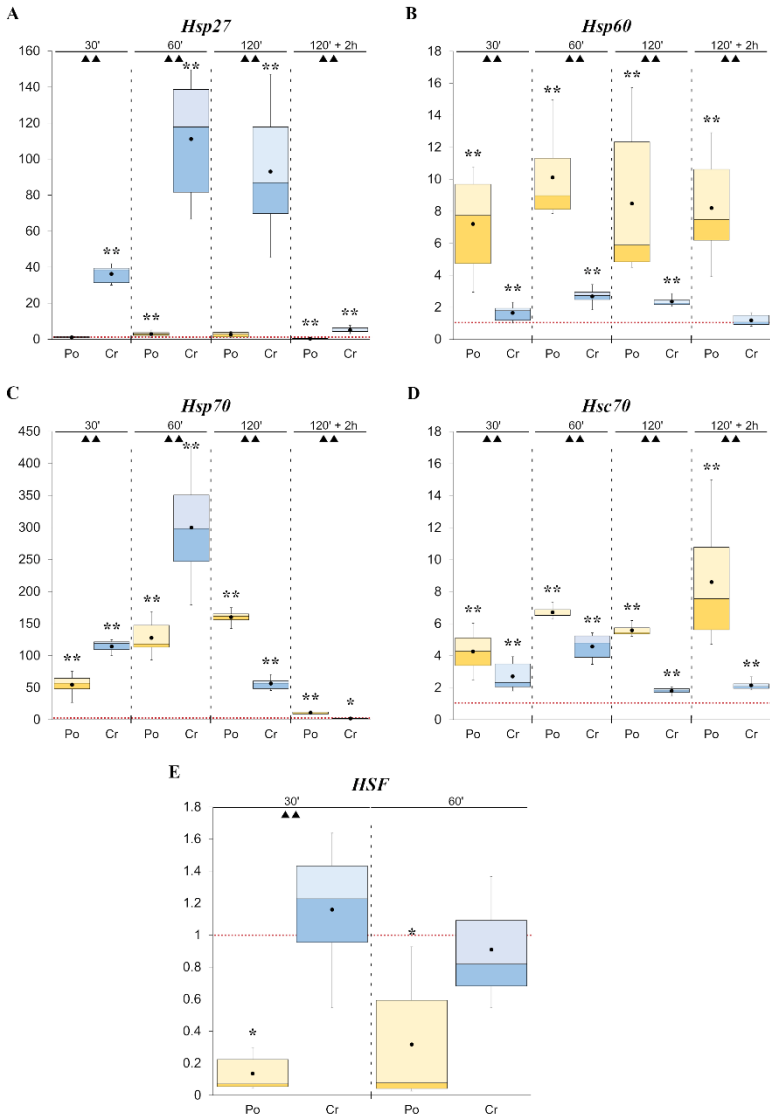 A Hsp27
30' 60' 120' 120' + 2h
▲▲ ▲▲ ▲▲ ▲▲
160
140
120
100
80
60
40
20
0
** ** ** ** ** **
Po Cr Po Cr Po Cr Po Cr
B Hsp60
30' 60' 120' 120' + 2h
▲▲ ▲▲ ▲▲ ▲▲
18
16
14
12
10
8
6
4
2
0
** ** ** ** ** ** **
Po Cr Po Cr Po Cr Po Cr
C Hsp70
30' 60' 120' 120' + 2h
▲▲ ▲▲ ▲▲ ▲▲
450
400
350
300
250
200
150
100
50
0
** ** ** ** ** ** ** *
Po Cr Po Cr Po Cr Po Cr
D Hsc70
30' 60' 120' 120' + 2h
▲▲ ▲▲ ▲▲ ▲▲
18
16
14
12
10
8
6
4
2
0
** ** ** ** ** ** ** **
Po Cr Po Cr Po Cr Po Cr
E HSF
30' 60'
▲▲
1.8
1.6
1.4
1.2
1
0.8
0.6
0.4
0.2
0
* *
Po Cr Po Cr